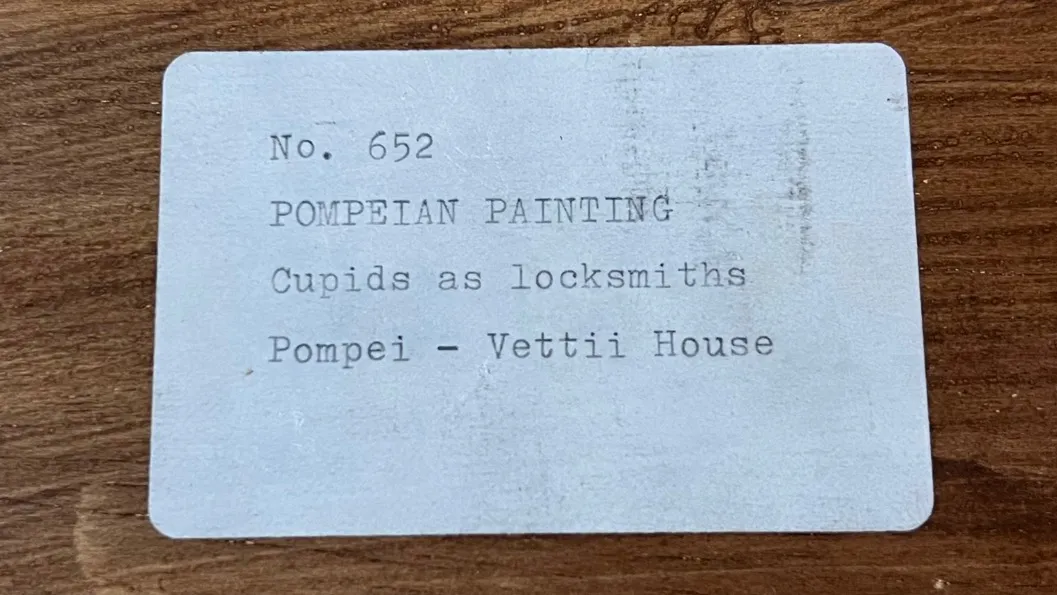 No. 652
POMPEIAN PAINTING
Cupids as locksmiths
Pompei - Vettii House